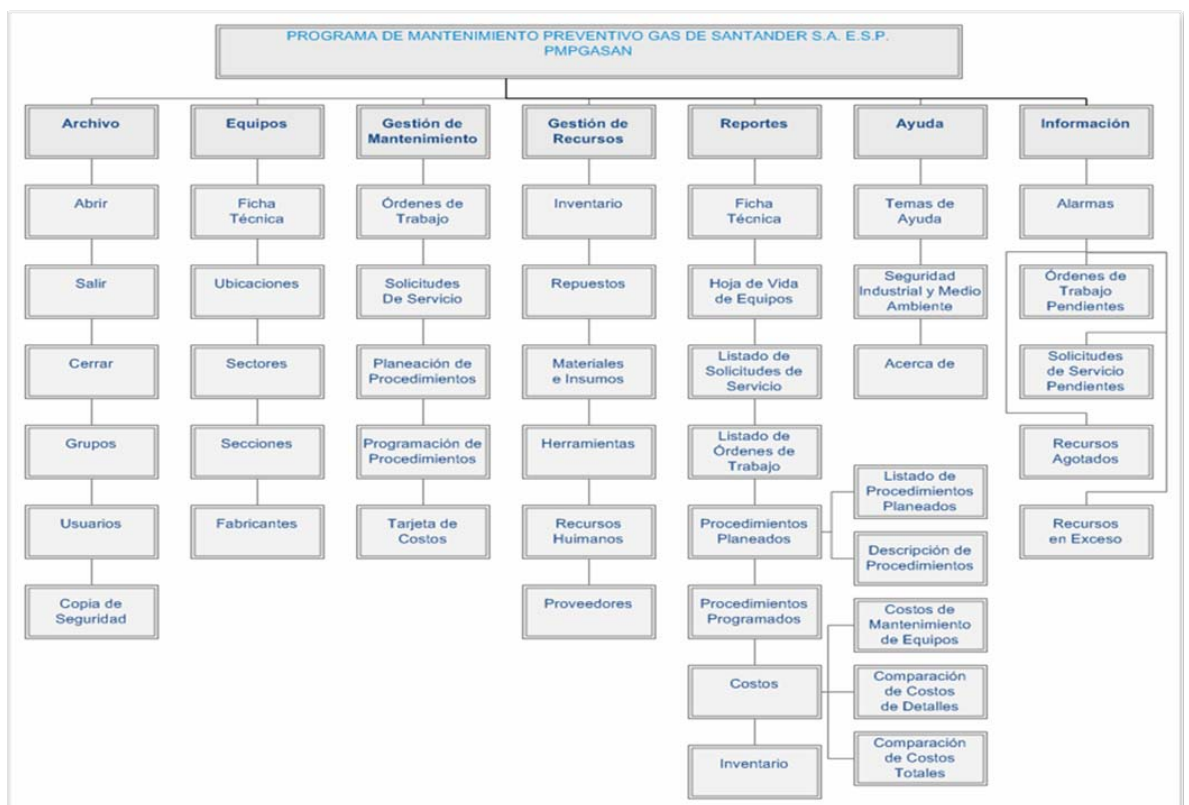 PROGRAMA DE MANTENIMIENTO PREVENTIVO GAS DE SANTANDER S.A. E.S.P.
PMPGASAN
Archivo
Abrir
Salir
Cerrar
Grupos
Usuarios
Copia de
Seguridad
Equipos
Ficha
Técnica
Ubicaciones
Sectores
Secciones
Fabricantes
Gestión de
Mantenimiento
Órdenes de
Trabajo
Solicitudes
De Servicio
Planeación de
Procedimientos
Programación de
Procedimientos
Tarjeta de
Costos
Gestión de
Recursos
Inventario
Repuestos
Materiales
e Insumos
Herramientas
Recursos
Huimanos
Proveedores
Reportes
Ficha
Técnica
Hoja de Vida
de Equipos
Listado de
Solicitudes de
Servicio
Listado de
Órdenes de
Trabajo
Procedimientos
Planeados
Listado de
Procedimientos
Planeados
Descripción de
Procedimientos
Procedimientos
Programados
Costos
Costos de
Mantenimiento
de Equipos
Comparación
de Costos
de Detalles
Comparación
de Costos
Totales
Inventario
Ayuda
Temas de
Ayuda
Seguridad
Industrial y Medio
Ambiente
Acerca de
Información
Alarmas
Órdenes de
Trabajo
Pendientes
Solicitudes
de Servicio
Pendientes
Recursos
Agotados
Recursos
en Exceso